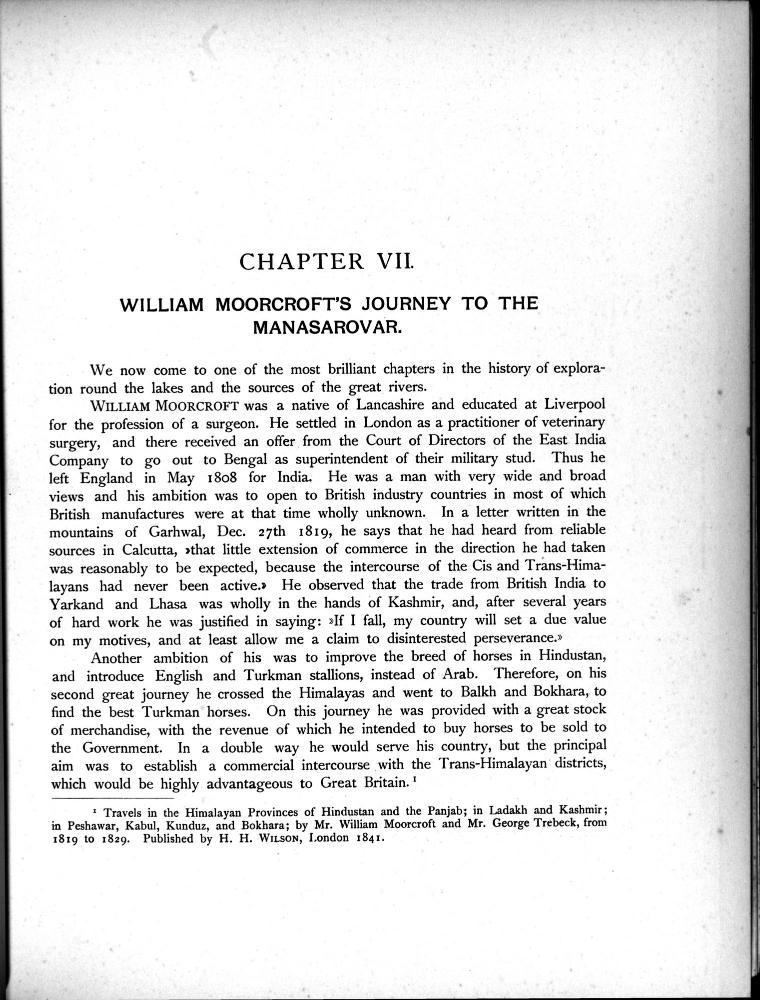 CHAPTER VII.
WILLIAM MOORCROFT'S JOURNEY TO THE
MANASAROVAR.
We now come to one of the most brilliant chapters in the history of explora-
tion round the lakes and the sources of the great rivers.
WILLIAM MOORCROFT was a native of Lancashire and educated at Liverpool
for the profession of a surgeon. He settled in London as a practitioner of veterinary
surgery, and there received an offer from the Court of Directors of the East India
Company to go out to Bengal as superintendent of their military stud. Thus he
left England in May 1808 for India. He was a man with very wide and broad
views and his ambition was to open to British industry countries in most of which
British manufactures were at that time wholly unknown. In a letter written in the
mountains of Garhwal, Dec. 27th 1819, he says that he had heard from reliable
sources in Calcutta, »that little extension of commerce in the direction he had taken
was reasonably to be expected, because the intercourse of the Cis and Trans-Hima-
layans had never been active.» He observed that the trade from British India to
Yarkand and Lhasa was wholly in the hands of Kashmir, and, after several years
of hard work he was justified in saying: »If I fall, my country will set a due value
on my motives, and at least allow me a claim to disinterested perseverance.»
Another ambition of his was to improve the breed of horses in Hindustan,
and introduce English and Turkman stallions, instead of Arab. Therefore, on his
second great journey he crossed the Himalayas and went to Balkh and Bokhara, to
find the best Turkman horses. On this journey he was provided with a great stock
of merchandise, with the revenue of which he intended to buy horses to be sold to
the Government. In a double way he would serve his country, but the principal
aim was to establish a commercial intercourse with the Trans-Himalayan districts,
which would be highly advantageous to Great Britain.¹
¹ Travels in the Himalayan Provinces of Hindustan and the Panjab; in Ladakh and Kashmir;
in Peshawar, Kabul, Kunduz, and Bokhara; by Mr. William Moorcroft and Mr. George Trebeck, from
1819 to 1829. Published by H. H. WILSON, London 1841.